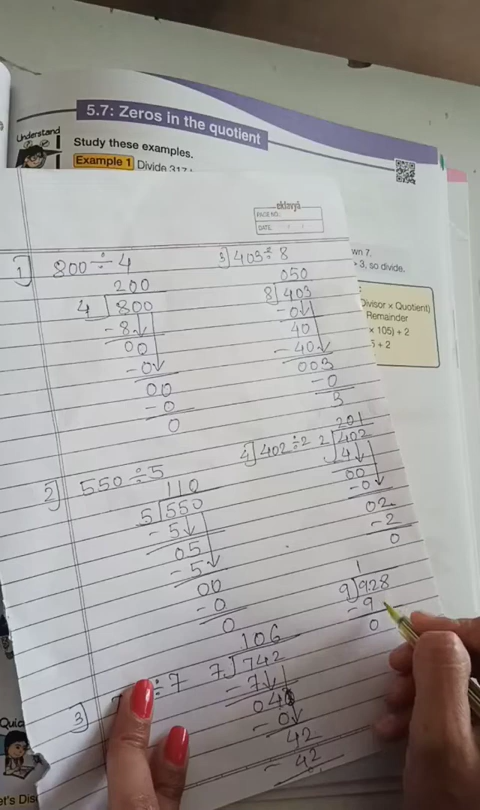 5.7: Zeros in the quotient
Understand
Study these examples.
Example 1 Divide 317
eklavya
PAGE NO.:
DATE:
wn 7.
+ 3, so divide.
Divisor × Quotient)
Remainder
× 105) + 2
5 + 2
1) 800 ÷ 4
200
4 800
- 8
00
- 0
00
- 0
0
403 ÷ 8
050
8 403
- 0
40
- 40
003
- 0
3
2) 550 ÷ 5
110
5 550
- 5
05
- 5
00
- 0
0
4) 402 ÷ 2
201
2 402
4
00
- 0
02
- 2
0
3) ÷ 7
106
7 742
- 7
04
- 0
42
- 42
1
9 928
- 9
0
Quic
et's Disc